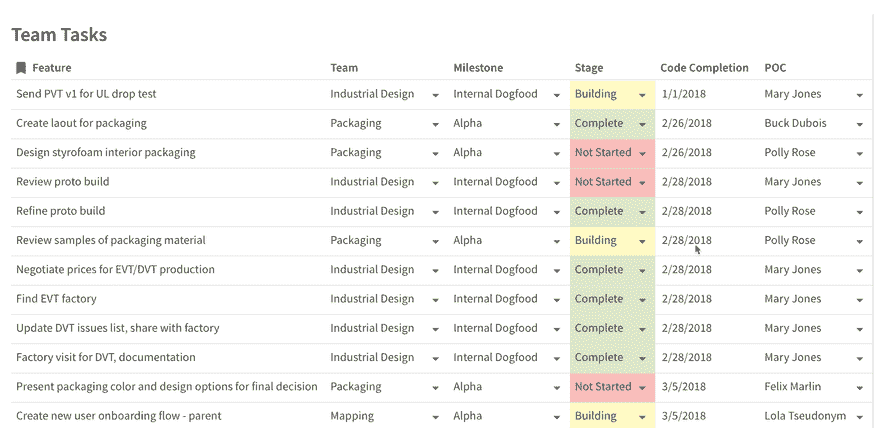 Team Tasks
Feature Team Milestone Stage Code Completion POC
Send PVT v1 for UL drop test Industrial Design Internal Dogfood Building 1/1/2018 Mary Jones
Create laout for packaging Packaging Alpha Complete 2/26/2018 Buck Dubois
Design styrofoam interior packaging Packaging Alpha Not Started 2/26/2018 Polly Rose
Review proto build Industrial Design Internal Dogfood Not Started 2/28/2018 Mary Jones
Refine proto build Industrial Design Internal Dogfood Complete 2/28/2018 Polly Rose
Review samples of packaging material Packaging Alpha Building 2/28/2018 Polly Rose
Negotiate prices for EVT/DVT production Industrial Design Internal Dogfood Complete 2/28/2018 Mary Jones
Find EVT factory Industrial Design Internal Dogfood Complete 2/28/2018 Mary Jones
Update DVT issues list, share with factory Industrial Design Internal Dogfood Complete 2/28/2018 Mary Jones
Factory visit for DVT, documentation Industrial Design Internal Dogfood Complete 2/28/2018 Mary Jones
Present packaging color and design options for final decision Packaging Alpha Not Started 3/5/2018 Felix Marlin
Create new user onboarding flow - parent Mapping Alpha Building 3/5/2018 Lola Tseudonym